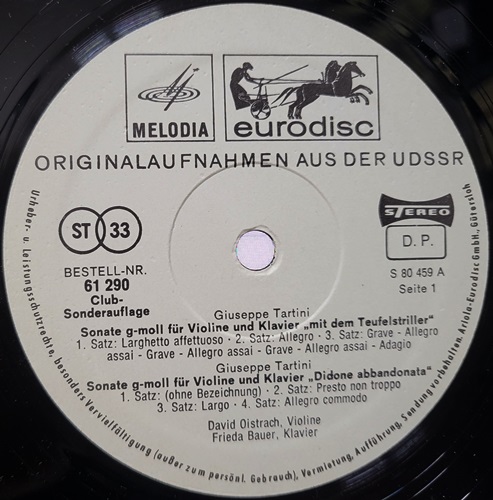 MELODIA
eurodisc
ORIGINALAUFNAHMEN AUS DER UDSSR
ST 33
STEREO
D. P.
BESTELL-NR.
61 290
Club-
Sonderauflage
S 80 459 A
Seite 1
Giuseppe Tartini
Sonate g-moll für Violine und Klavier „mit dem Teufelstriller“
1. Satz: Larghetto affettuoso · 2. Satz: Allegro · 3. Satz: Grave - Allegro
assai - Grave - Allegro assai - Grave - Allegro assai - Adagio
Giuseppe Tartini
Sonate g-moll für Violine und Klavier „Didone abbandonata“
1. Satz: (ohne Bezeichnung) · 2. Satz: Presto non troppo
3. Satz: Largo · 4. Satz: Allegro commodo
David Oistrach, Violine
Frieda Bauer, Klavier
Urheber- u. Leistungsschutzrechte, besonders Vervielfältigung (außer zum persönl. Gebrauch), Vermietung, Aufführung, Sendung vorbehalten. Ariola-Eurodisc GmbH., Gütersloh